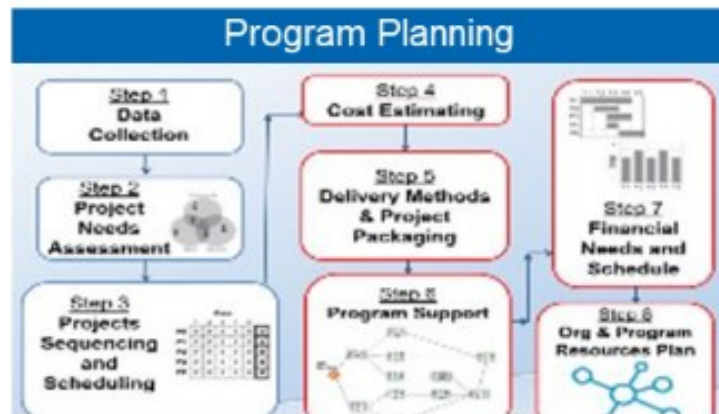 Program Planning
Step 1
Data
Collection
Step 2
Project
Needs
Assessment
Step 3
Projects
Sequencing
and
Scheduling
Step 4
Cost Estimating
Step 5
Delivery Methods
& Project
Packaging
Step 6
Program Support
Step 7
Financial
Needs and
Schedule
Step 8
Org & Program
Resources Plan